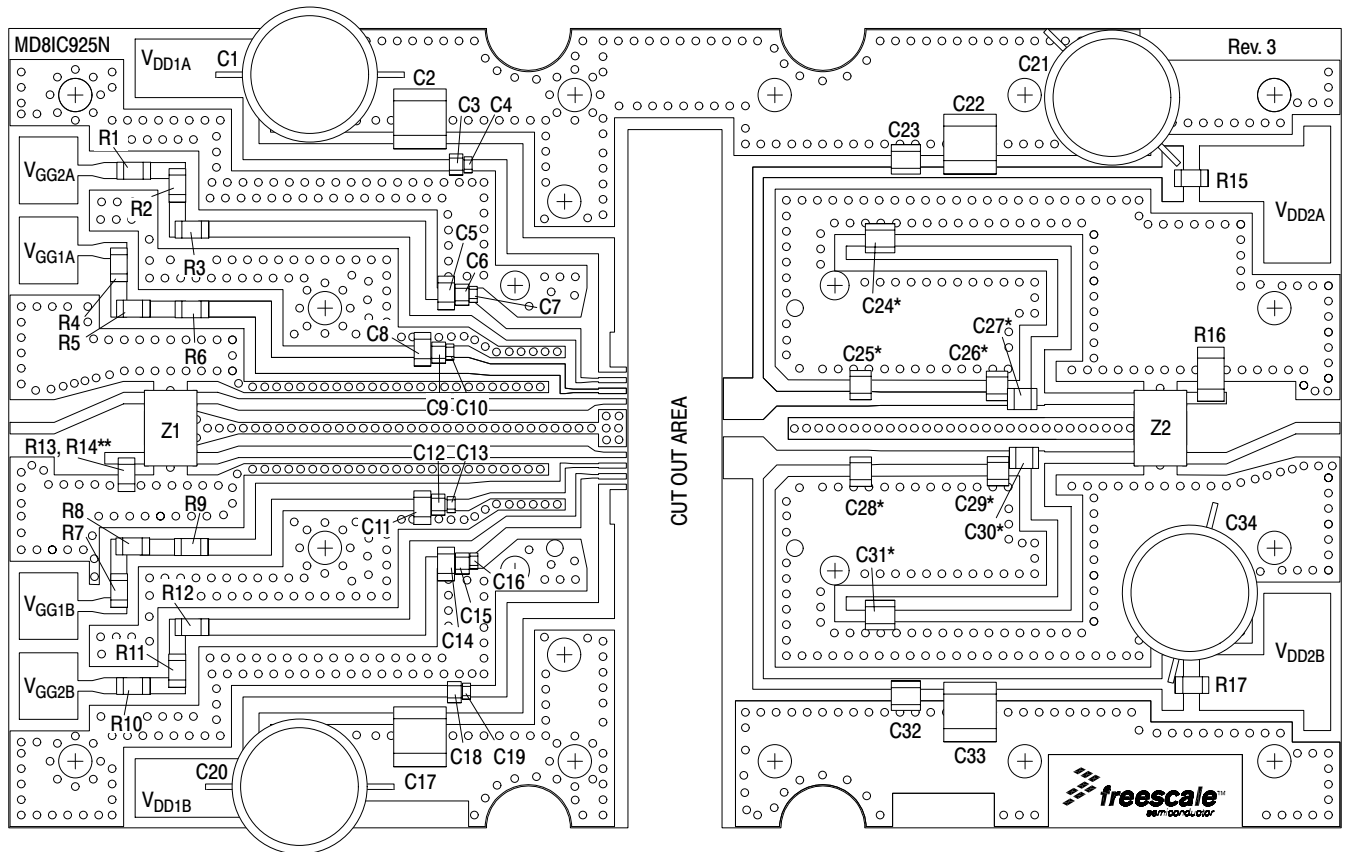 MD8IC925N
Rev. 3
VDD1A
C1
C2
C3 C4
C21
C22
C23
R1
VGG2A
R2
R3
R15
VDD2A
VGG1A
R4
R5
R6
C5
C6
C7
C8
C9 C10
C24*
C25*
C26*
C27*
R16
Z1
R13, R14**
CUT OUT AREA
Z2
C12 C13
C11
C28*
C29*
C30*
R8
R7
R9
C16
C15
C14
C31*
C34
VGG1B
R12
R11
VGG2B
R10
VDD2B
R17
C18 C19
C17
C20
VDD1B
C32
C33
freescale™
semiconductor